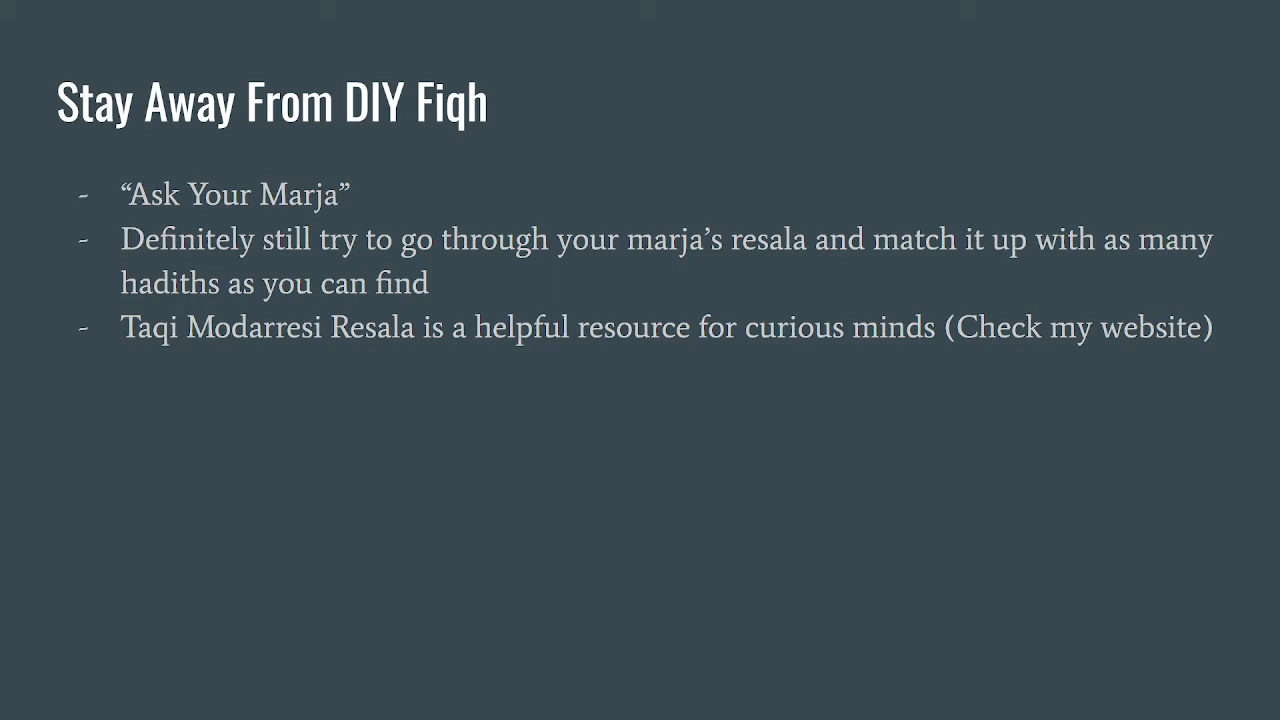 Stay Away From DIY Fiqh
- “Ask Your Marja”
- Definitely still try to go through your marja’s resala and match it up with as many
hadiths as you can find
- Taqi Modarresi Resala is a helpful resource for curious minds (Check my website)